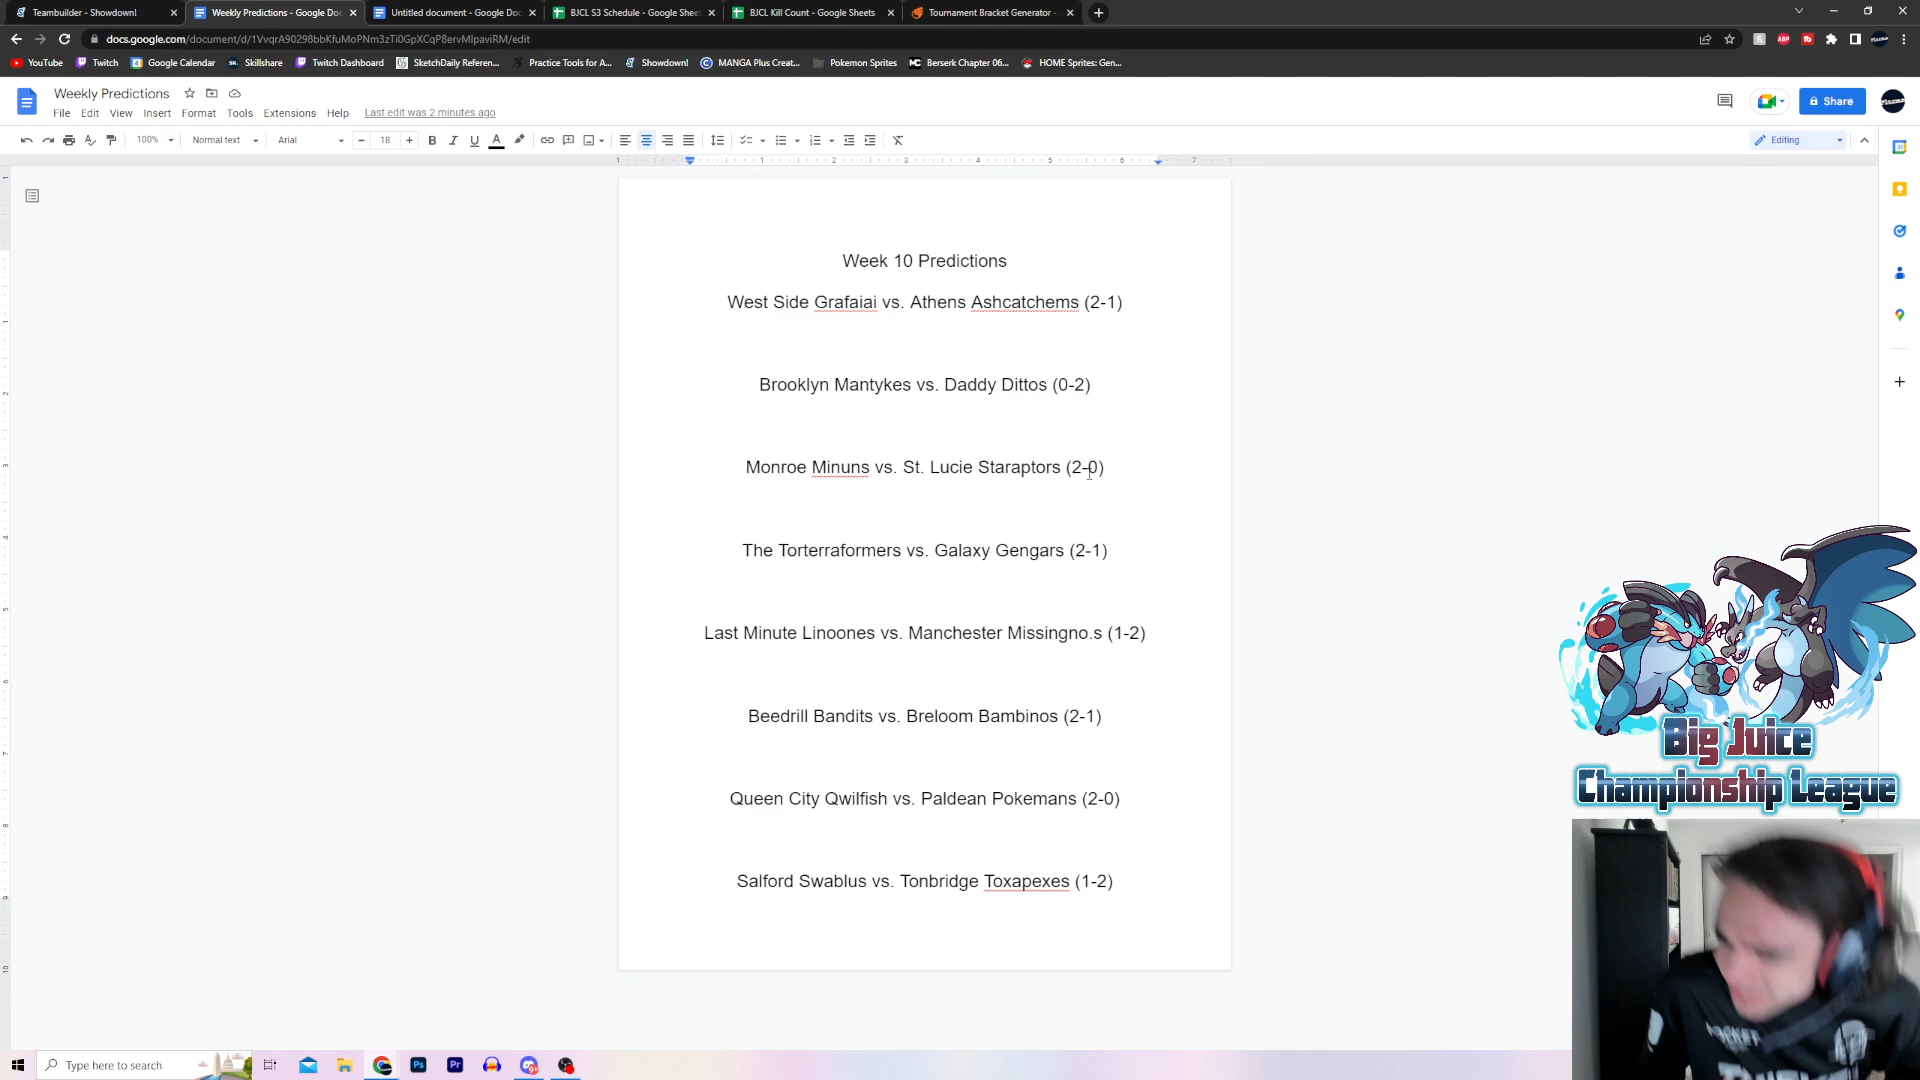 Teambuilder - Showdown!
Weekly Predictions - Google Doc
Untitled document - Google Doc
BJCL S3 Schedule - Google Sheet
BJCL Kill Count - Google Sheets
Tournament Bracket Generator -
docs.google.com/document/d/1VvqrA90298bbKfuMoPNm3zTi0GpXCqP8ervMlpaviRM/edit
YouTube
Twitch
Google Calendar
Skillshare
Twitch Dashboard
SketchDaily Referen...
Practice Tools for A...
Showdown!
MANGA Plus Creat...
Pokemon Sprites
Berserk Chapter 06...
HOME Sprites: Gen...
Weekly Predictions
File Edit View Insert Format Tools Extensions Help Last edit was 2 minutes ago
Share
100% Normal text Arial 18
Editing
Week 10 Predictions
West Side Grafaiai vs. Athens Ashcatchems (2-1)
Brooklyn Mantykes vs. Daddy Dittos (0-2)
Monroe Minuns vs. St. Lucie Staraptors (2-0)
The Torterraformers vs. Galaxy Gengars (2-1)
Last Minute Linoones vs. Manchester Missingno.s (1-2)
Beedrill Bandits vs. Breloom Bambinos (2-1)
Queen City Qwilfish vs. Paldean Pokemans (2-0)
Salford Swablus vs. Tonbridge Toxapexes (1-2)
Big Juice
Championship League
Type here to search